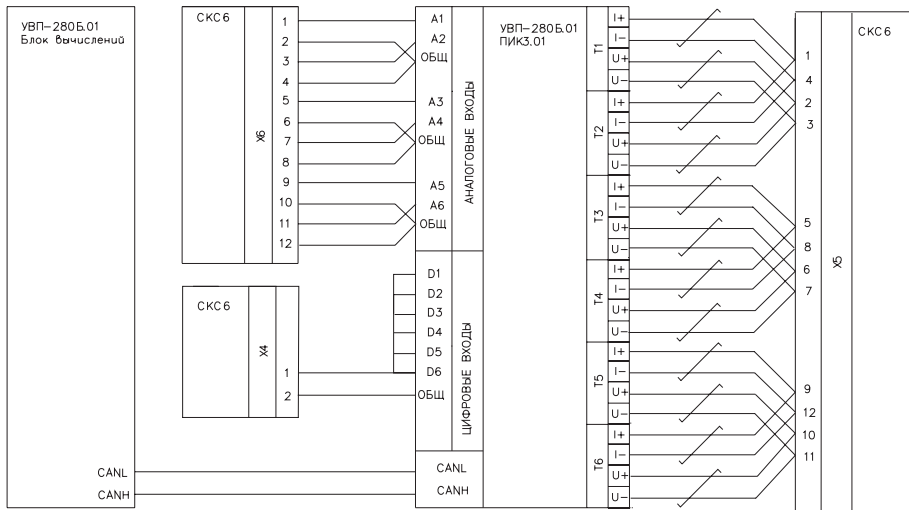 УВП-280Б.01
Блок вычислений
CANL
CANH
СКС6
X6
1
2
3
4
5
6
7
8
9
10
11
12
СКС6
X4
1
2
A1
A2
ОБЩ
A3
A4
ОБЩ
A5
A6
ОБЩ
АНАЛОГОВЫЕ ВХОДЫ
D1
D2
D3
D4
D5
D6
ОБЩ
ЦИФРОВЫЕ ВХОДЫ
CANL
CANH
УВП-280Б.01
ПИК3.01
T1
I+
I-
U+
U-
T2
I+
I-
U+
U-
T3
I+
I-
U+
U-
T4
I+
I-
U+
U-
T5
I+
I-
U+
U-
T6
I+
I-
U+
U-
СКС6
X5
1
4
2
3
5
8
6
7
9
12
10
11